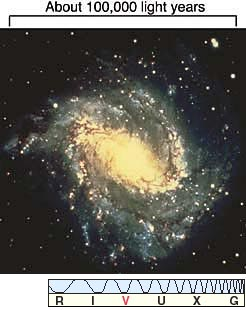 About 100,000 light years
R I V U X G